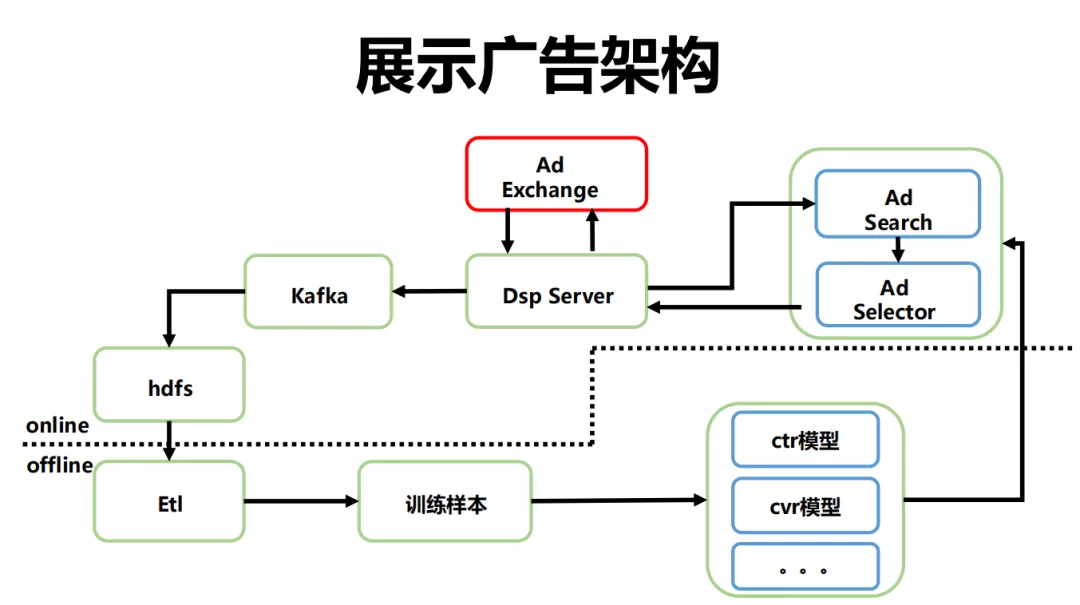 展示广告架构
Ad
Exchange
Ad
Search
Kafka
Dsp Server
Ad
Selector
hdfs
online
offline
Etl
训练样本
ctr模型
cvr模型
。。。